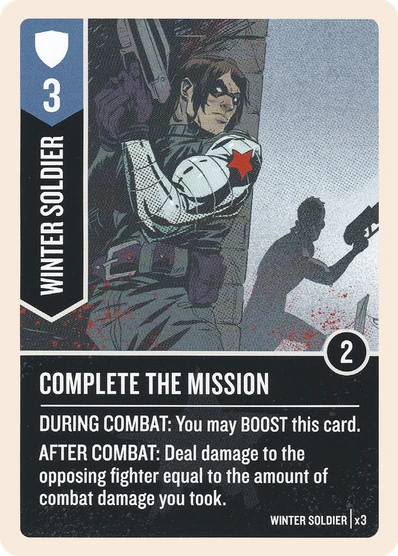 3
WINTER SOLDIER
2
COMPLETE THE MISSION
DURING COMBAT: You may BOOST this card.
AFTER COMBAT: Deal damage to the
opposing fighter equal to the amount of
combat damage you took.
WINTER SOLDIER | x3